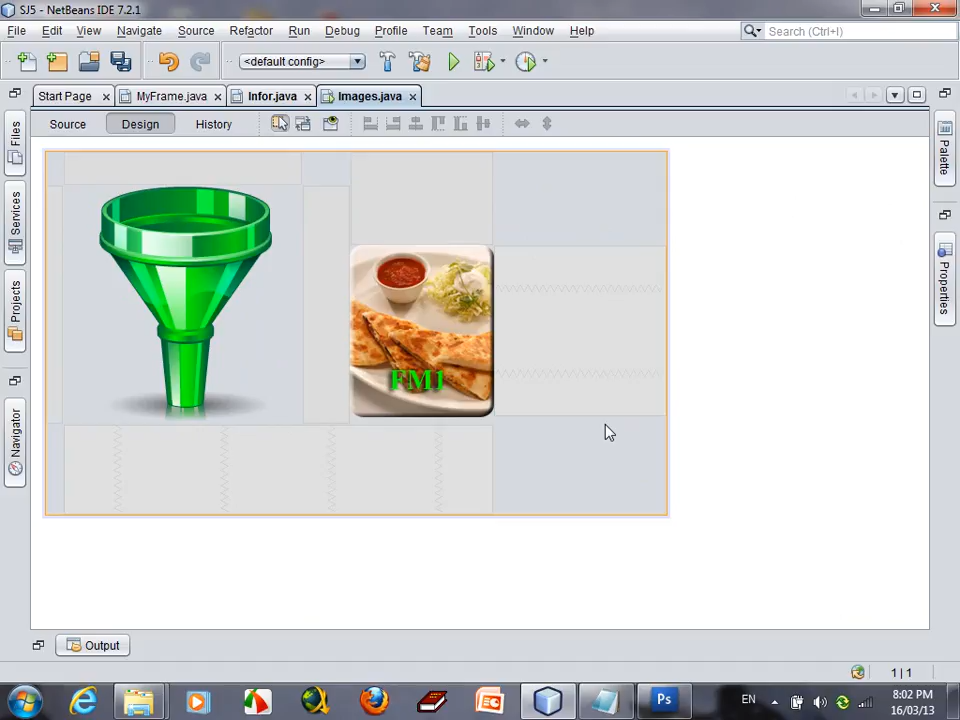 SJ5 - NetBeans IDE 7.2.1
File Edit View Navigate Source Refactor Run Debug Profile Team Tools Window Help
Search (Ctrl+I)
<default config>
Start Page MyFrame.java Infor.java Images.java
Source Design History
Files
Services
Projects
Navigator
Palette
Properties
FM1
Output
1 | 1
Ps
EN
8:02 PM
16/03/13